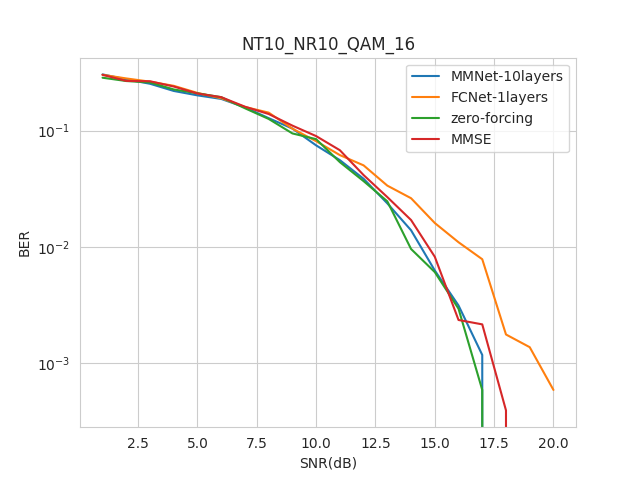 NT10_NR10_QAM_16
MMNet-10layers
FCNet-1layers
zero-forcing
MMSE
10⁻¹
10⁻²
10⁻³
BER
2.5 5.0 7.5 10.0 12.5 15.0 17.5 20.0
SNR(dB)